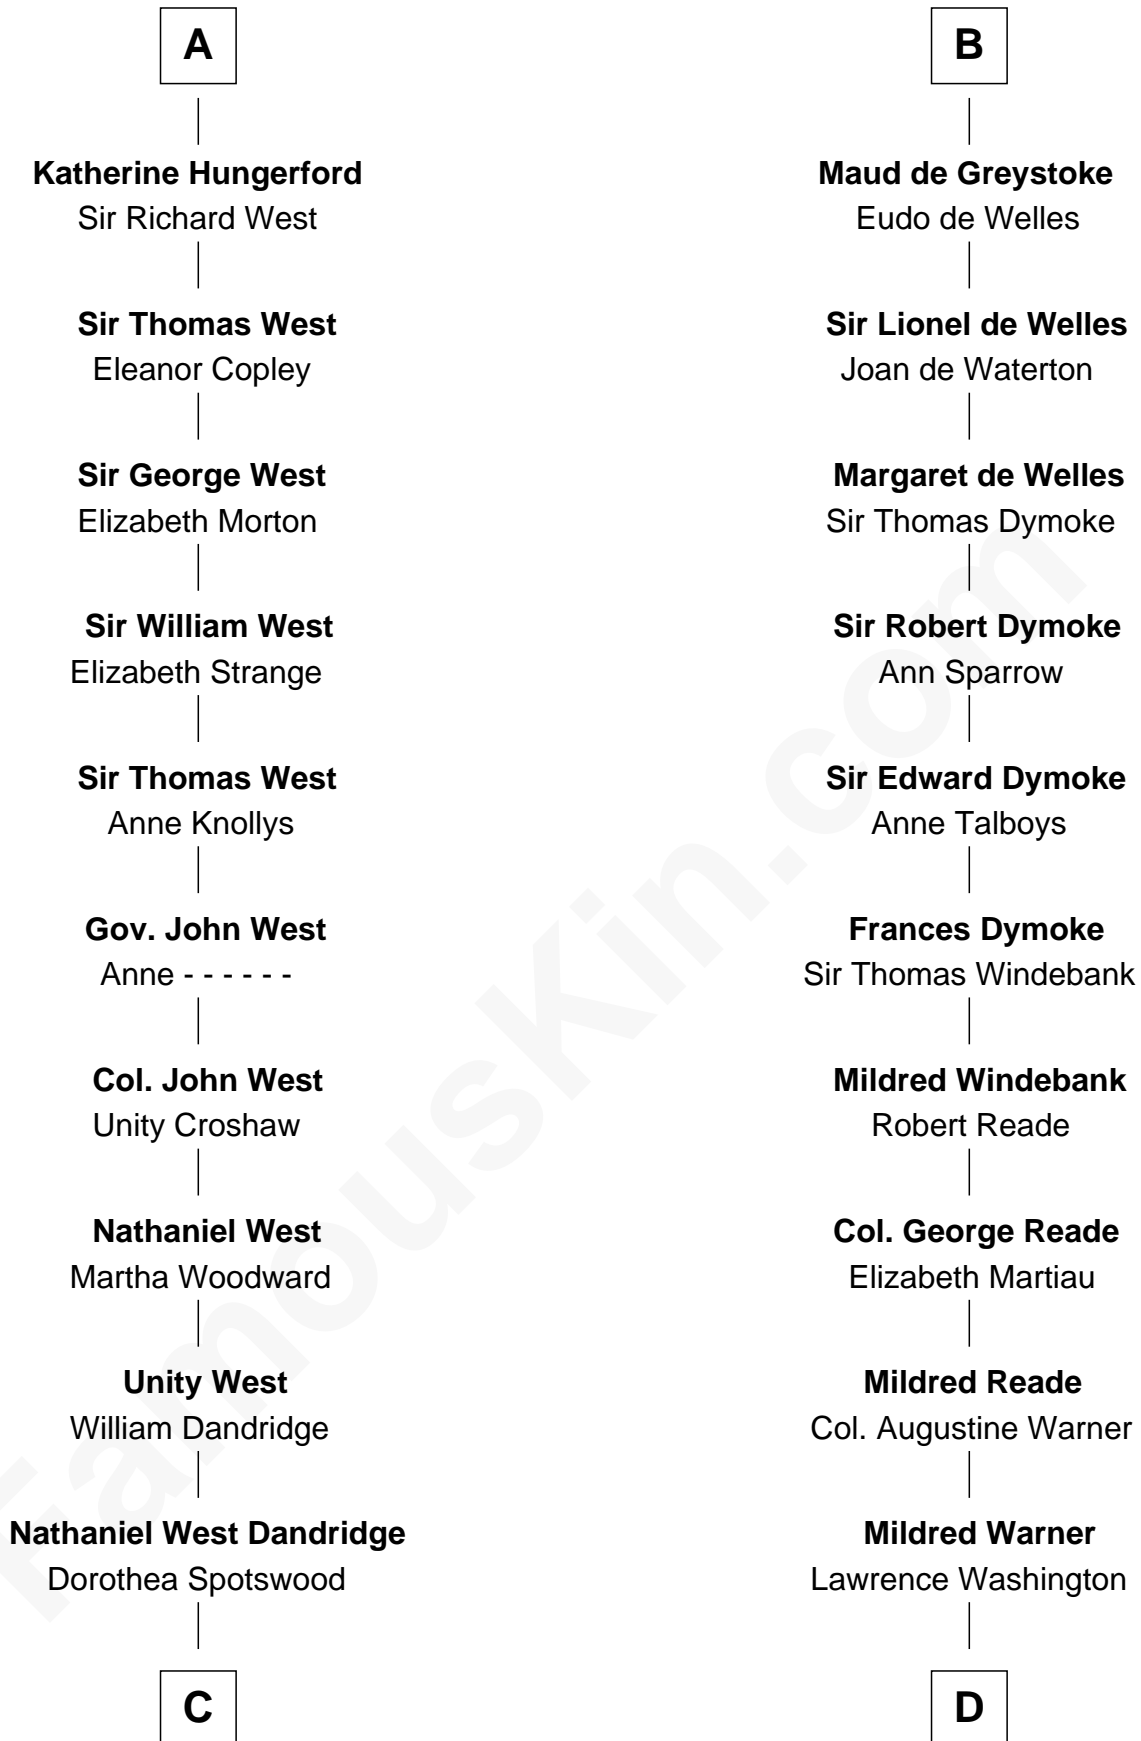 A
Katherine Hungerford
Sir Richard West
Sir Thomas West
Eleanor Copley
Sir George West
Elizabeth Morton
Sir William West
Elizabeth Strange
Sir Thomas West
Anne Knollys
Gov. John West
Anne - - - - - -
Col. John West
Unity Croshaw
Nathaniel West
Martha Woodward
Unity West
William Dandridge
Nathaniel West Dandridge
Dorothea Spotswood
C
B
Maud de Greystoke
Eudo de Welles
Sir Lionel de Welles
Joan de Waterton
Margaret de Welles
Sir Thomas Dymoke
Sir Robert Dymoke
Ann Sparrow
Sir Edward Dymoke
Anne Talboys
Frances Dymoke
Sir Thomas Windebank
Mildred Windebank
Robert Reade
Col. George Reade
Elizabeth Martiau
Mildred Reade
Col. Augustine Warner
Mildred Warner
Lawrence Washington
D
FamousKin.com